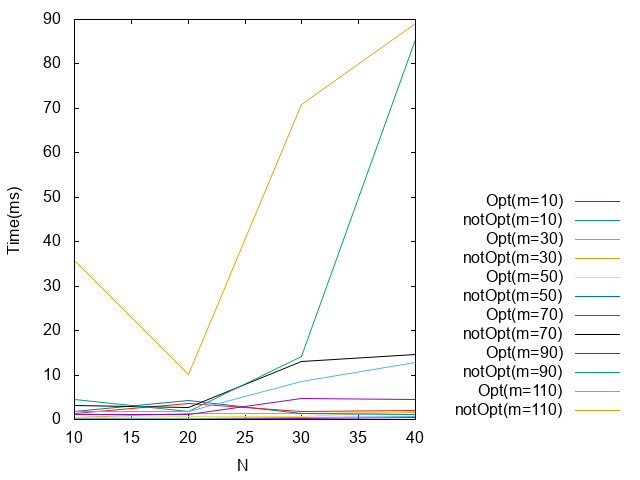 90
80
70
60
50
40
30
20
10
0
Time(ms)
10 15 20 25 30 35 40
N
Opt(m=10)
notOpt(m=10)
Opt(m=30)
notOpt(m=30)
Opt(m=50)
notOpt(m=50)
Opt(m=70)
notOpt(m=70)
Opt(m=90)
notOpt(m=90)
Opt(m=110)
notOpt(m=110)